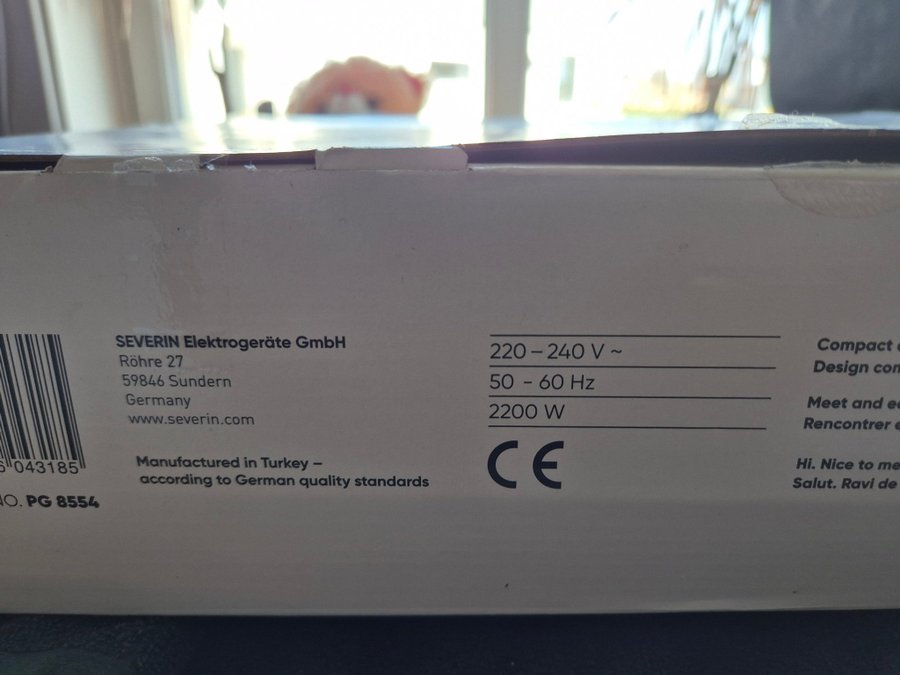 SEVERIN Elektrogeräte GmbH
Röhre 27
59846 Sundern
Germany
www.severin.com
Manufactured in Turkey –
according to German quality standards
043185
NO. PG 8554
220 – 240 V ~
50 - 60 Hz
2200 W
CE
Compact
Design
Meet and
Rencontrer
Hi. Nice to
Salut. Ravi de